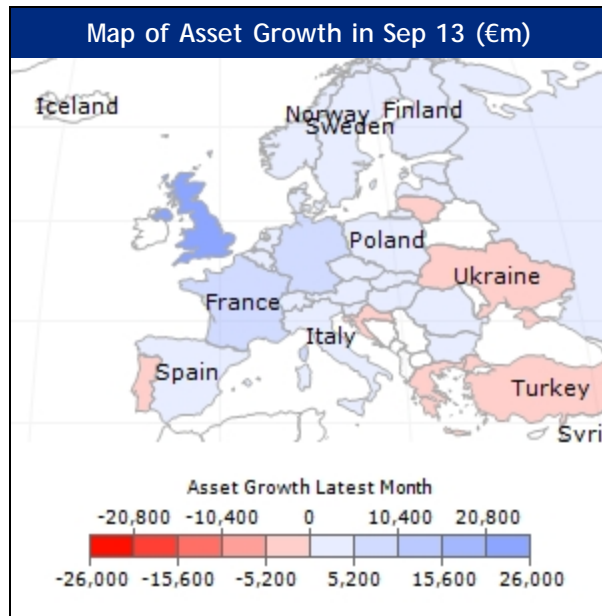 Map of Asset Growth in Sep 13 (€m)
Iceland
Norway Finland
Sweden
Poland
Ukraine
France
Italy
Spain
Turkey
Syri
Asset Growth Latest Month
-20,800 -10,400 0 10,400 20,800
-26,000 -15,600 -5,200 5,200 15,600 26,000